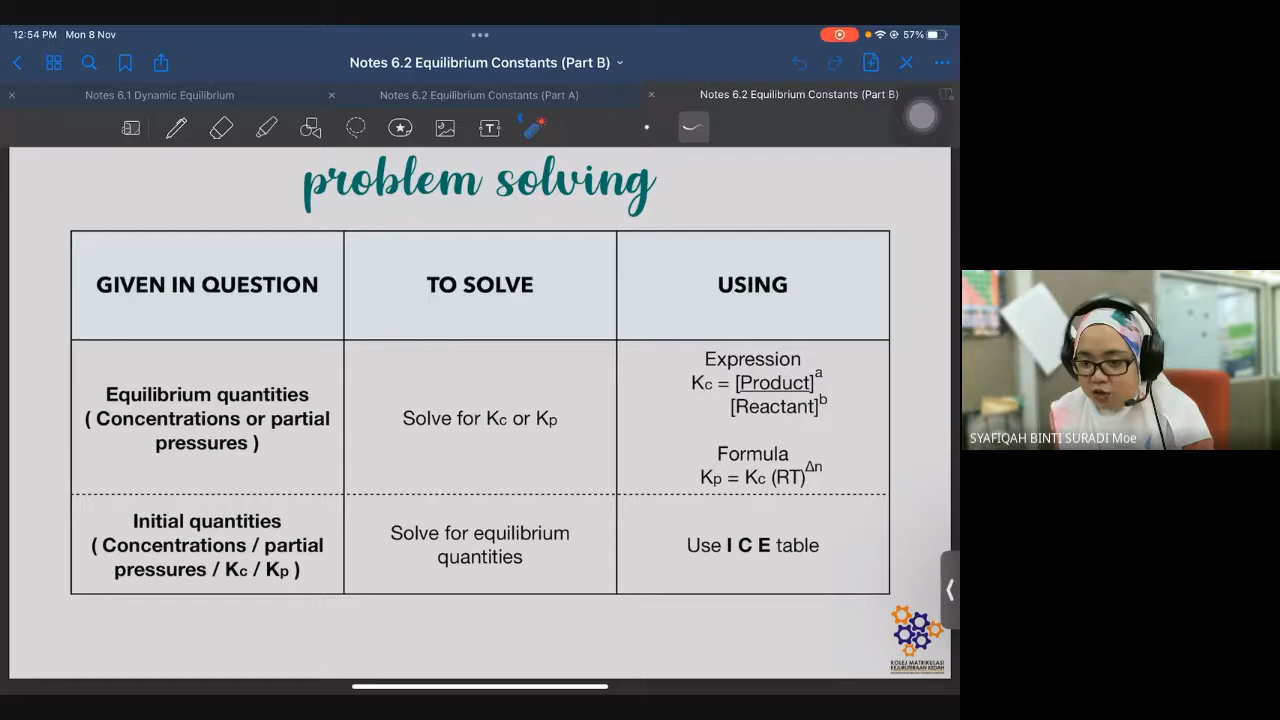 12:54 PM Mon 8 Nov
57%
Notes 6.2 Equilibrium Constants (Part B)
Notes 6.1 Dynamic Equilibrium
Notes 6.2 Equilibrium Constants (Part A)
Notes 6.2 Equilibrium Constants (Part B)
problem solving
GIVEN IN QUESTION
TO SOLVE
USING
Equilibrium quantities
( Concentrations or partial
pressures )
Solve for Kc or Kp
Expression
Kc = [Product]a
[Reactant]b
Formula
Kp = Kc (RT)Δn
Initial quantities
( Concentrations / partial
pressures / Kc / Kp )
Solve for equilibrium
quantities
Use I C E table
KOLEJ MATRIKULASI
KEJURUTERAAN KEDAH
SYAFIQAH BINTI SURADI Moe